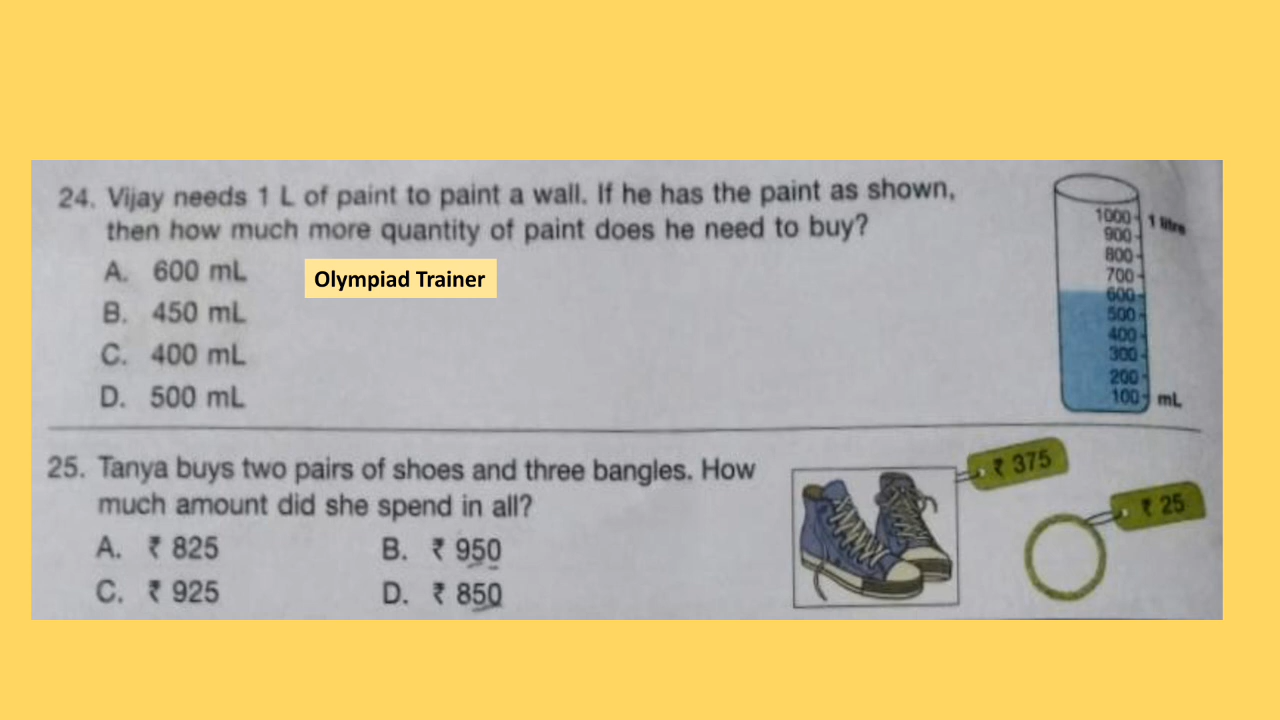 24. Vijay needs 1 L of paint to paint a wall. If he has the paint as shown,
then how much more quantity of paint does he need to buy?
A. 600 mL
Olympiad Trainer
B. 450 mL
C. 400 mL
D. 500 mL
1000 1 litre
900
800
700
600
500
400
300
200
100 mL
25. Tanya buys two pairs of shoes and three bangles. How
much amount did she spend in all?
A. ₹ 825 B. ₹ 950
C. ₹ 925 D. ₹ 850
₹ 375
₹ 25